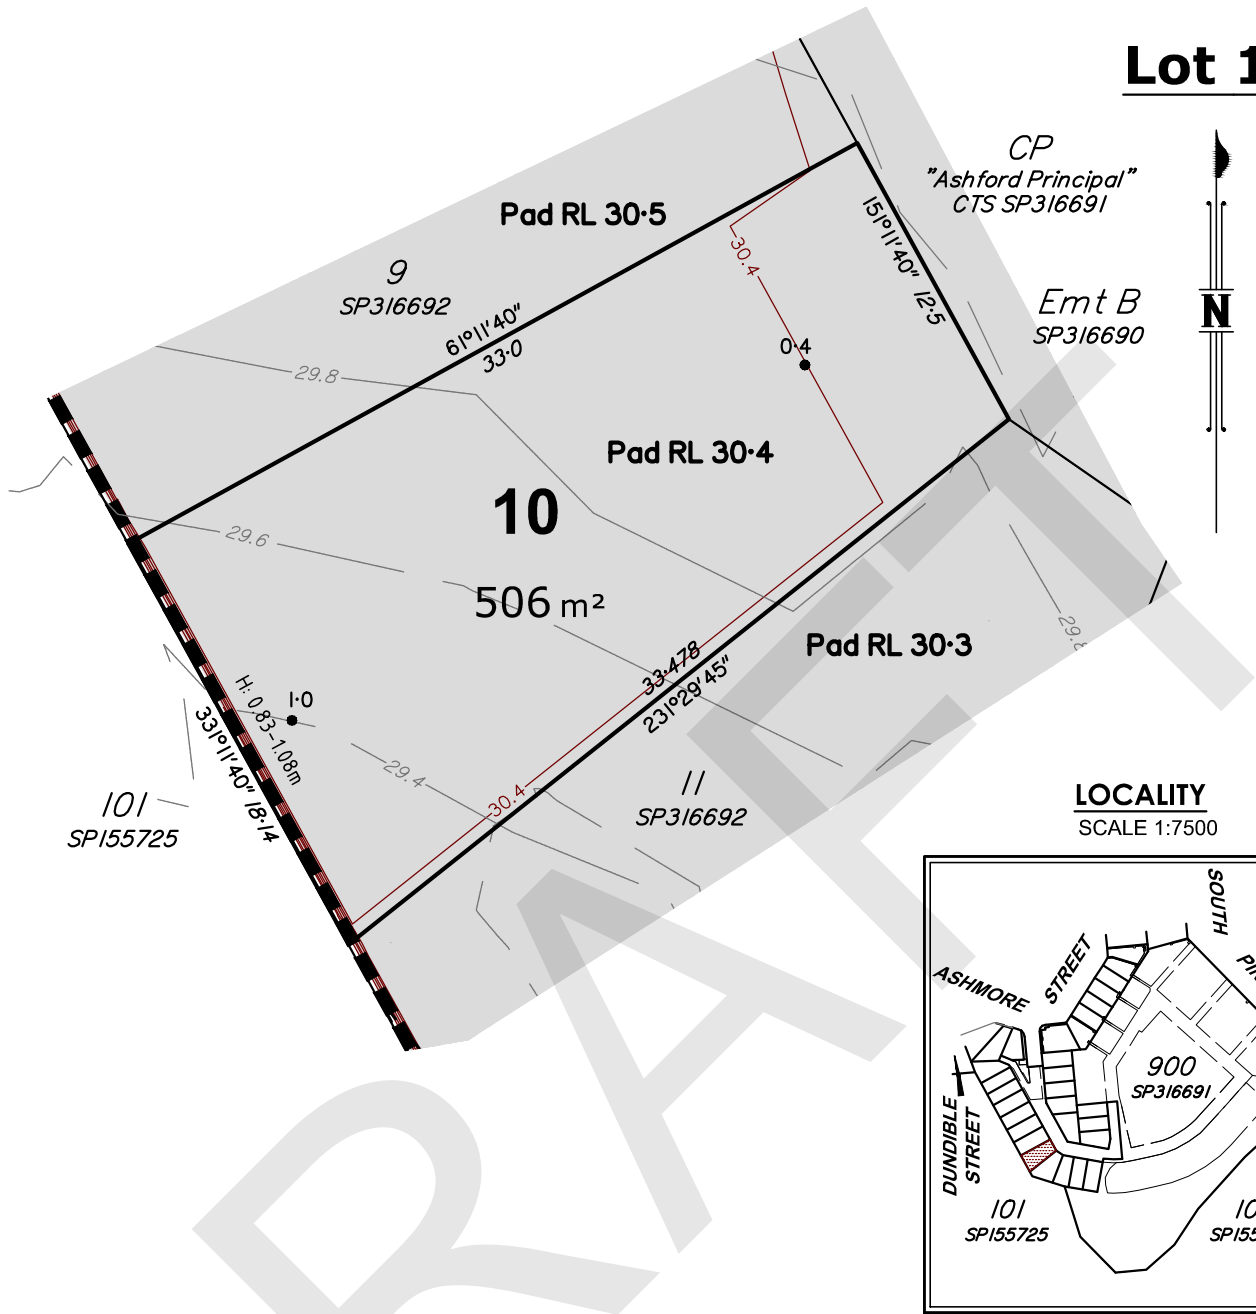 Lot 1
CP
"Ashford Principal"
CTS SP316691
Emt B
SP316690
N
Pad RL 30·5
9
SP316692
61°11'40"
33·0
151°11'40" 12·5
30.4
0·4
29.8
Pad RL 30·4
10
506 m²
29.6
Pad RL 30·3
29.8
33·478
231°29'45"
1·0
H: 0.83-1.08m
331°11'40" 18·14
29.4
30.4
11
SP316692
101
SP155725
LOCALITY
SCALE 1:7500
SOUTH
ASHMORE
STREET
900
SP316691
DUNDIBLE
STREET
101
SP155725
10
SP155
RAFT